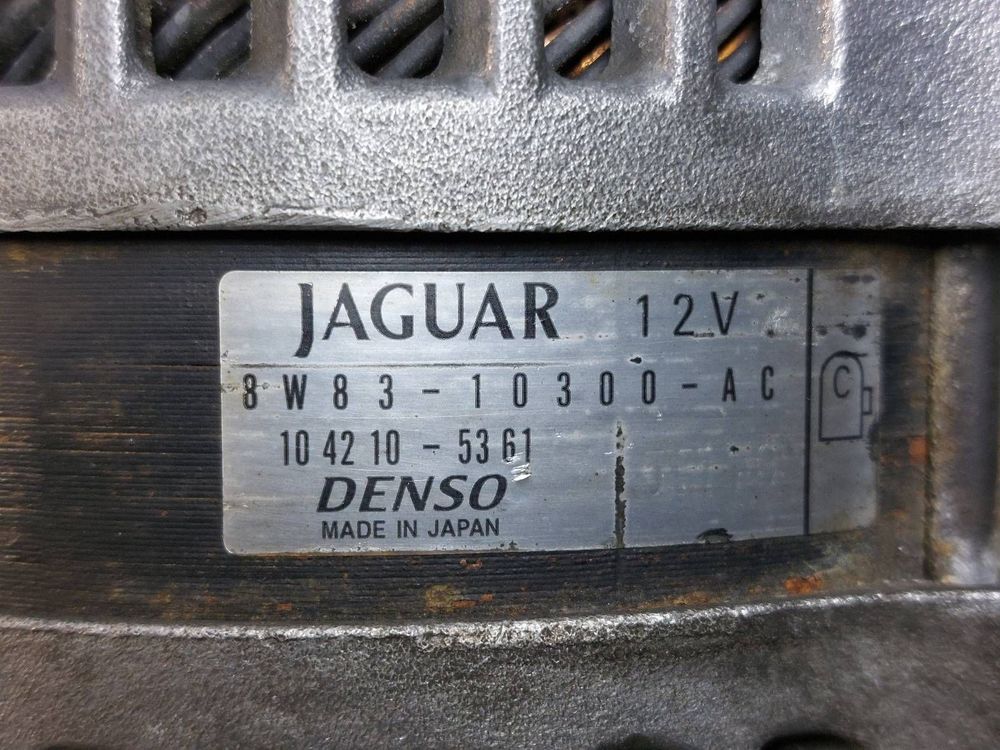 JAGUAR 12V
8W83-10300-AC
104210-5361
DENSO
MADE IN JAPAN
C